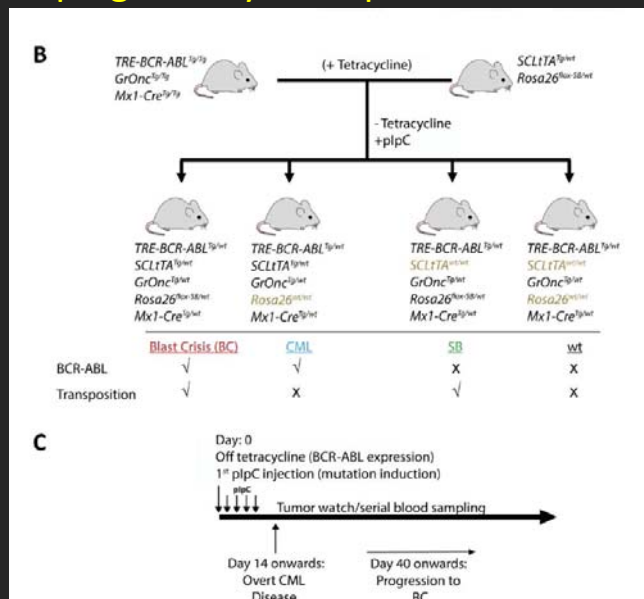 B
TRE-BCR-ABL Tg/Tg
GrOnc Tg/Tg
Mx1-Cre Tg/Tg
(+ Tetracycline)
SCLtTA Tg/wt
Rosa26 flox-SB/wt
- Tetracycline
+pIpC
TRE-BCR-ABL Tg/wt
SCLtTA Tg/wt
GrOnc Tg/wt
Rosa26 flox-SB/wt
Mx1-Cre Tg/wt
TRE-BCR-ABL Tg/wt
SCLtTA Tg/wt
GrOnc Tg/wt
Rosa26 wt/wt
Mx1-Cre Tg/wt
TRE-BCR-ABL Tg/wt
SCLtTA wt/wt
GrOnc Tg/wt
Rosa26 flox-SB/wt
Mx1-Cre Tg/wt
TRE-BCR-ABL Tg/wt
SCLtTA wt/wt
GrOnc Tg/wt
Rosa26 wt/wt
Mx1-Cre Tg/wt
Blast Crisis (BC) CML SB wt
BCR-ABL √ √ x x
Transposition √ x √ x
C
Day: 0
Off tetracycline (BCR-ABL expression)
1st pIpC injection (mutation induction)
pIpC
Tumor watch/serial blood sampling
Day 14 onwards:
Overt CML
Disease
Day 40 onwards:
Progression to
BC